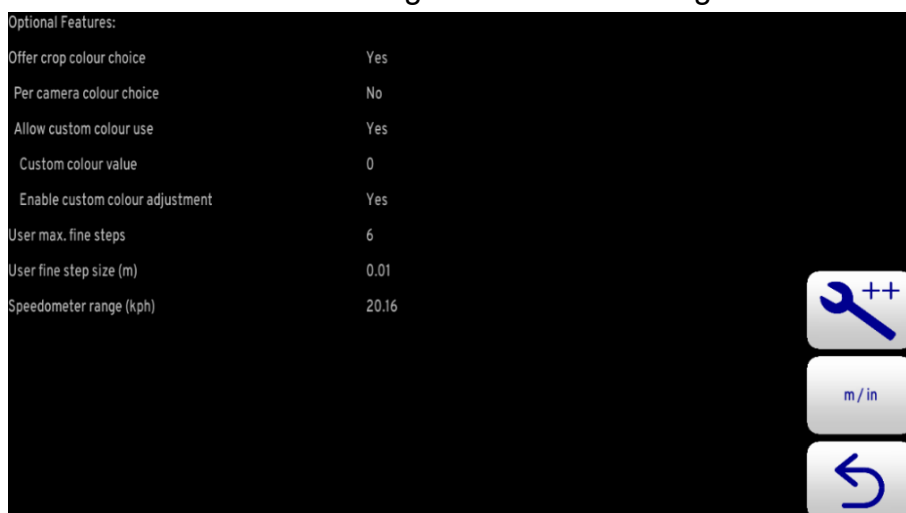 Optional Features:
Offer crop colour choice Yes
Per camera colour choice No
Allow custom colour use Yes
Custom colour value 0
Enable custom colour adjustment Yes
User max. fine steps 6
User fine step size (m) 0.01
Speedometer range (kph) 20.16
++
m / in